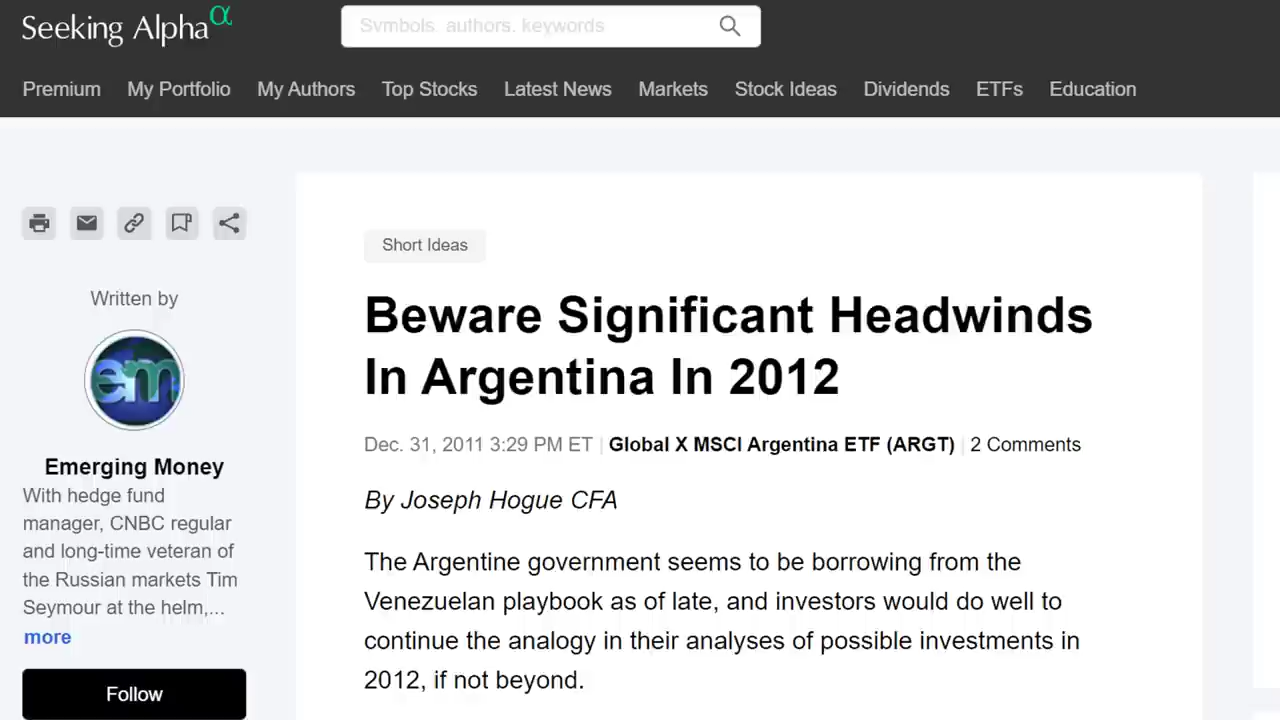 Seeking Alpha α
Symbols, authors, keywords
Premium My Portfolio My Authors Top Stocks Latest News Markets Stock Ideas Dividends ETFs Education
Written by
em
Emerging Money
With hedge fund
manager, CNBC regular
and long-time veteran of
the Russian markets Tim
Seymour at the helm,...
more
Follow
Short Ideas
Beware Significant Headwinds
In Argentina In 2012
Dec. 31, 2011 3:29 PM ET | Global X MSCI Argentina ETF (ARGT) | 2 Comments
By Joseph Hogue CFA
The Argentine government seems to be borrowing from the
Venezuelan playbook as of late, and investors would do well to
continue the analogy in their analyses of possible investments in
2012, if not beyond.